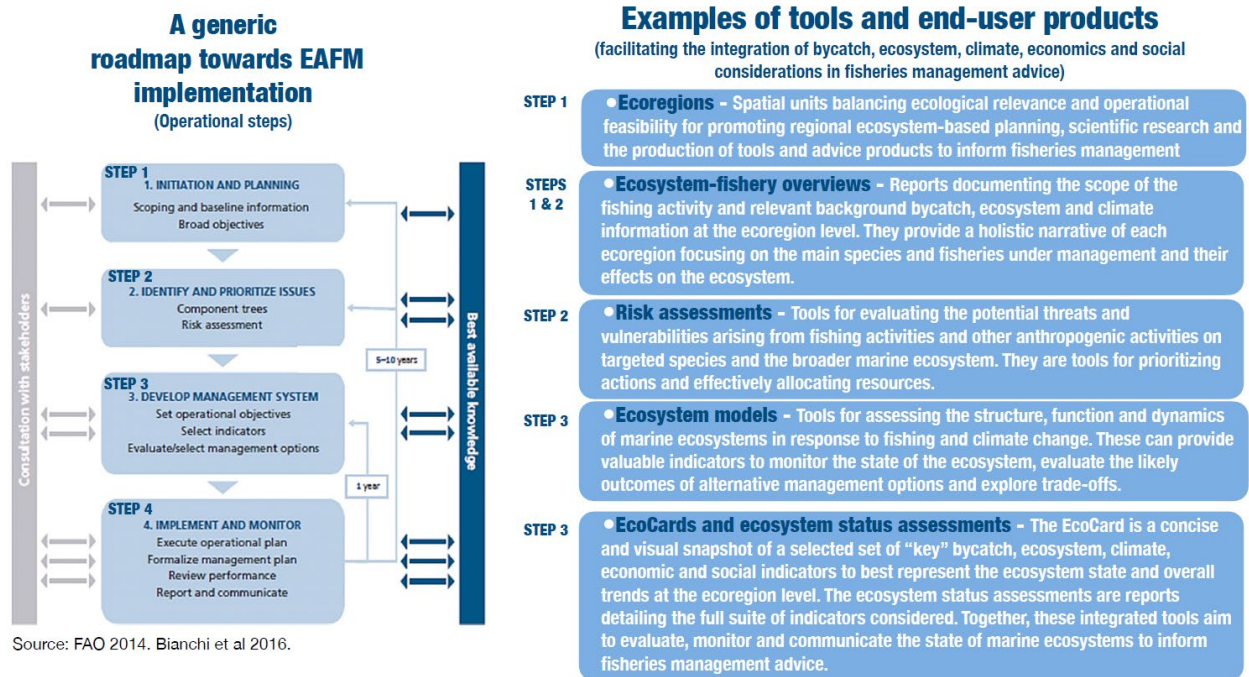 A generic
roadmap towards EAFM
implementation
(Operational steps)
Consultation with stakeholders
STEP 1
1. INITIATION AND PLANNING
Scoping and baseline information
Broad objectives
STEP 2
2. IDENTIFY AND PRIORITIZE ISSUES
Component trees
Risk assessment
5–10 years
STEP 3
3. DEVELOP MANAGEMENT SYSTEM
Set operational objectives
Select indicators
Evaluate/select management options
1 year
STEP 4
4. IMPLEMENT AND MONITOR
Execute operational plan
Formalize management plan
Review performance
Report and communicate
Best available knowledge
Source: FAO 2014. Bianchi et al 2016.
Examples of tools and end-user products
(facilitating the integration of bycatch, ecosystem, climate, economics and social
considerations in fisheries management advice)
STEP 1
•Ecoregions - Spatial units balancing ecological relevance and operational
feasibility for promoting regional ecosystem-based planning, scientific research and
the production of tools and advice products to inform fisheries management
STEPS
1 & 2
•Ecosystem-fishery overviews - Reports documenting the scope of the
fishing activity and relevant background bycatch, ecosystem and climate
information at the ecoregion level. They provide a holistic narrative of each
ecoregion focusing on the main species and fisheries under management and their
effects on the ecosystem.
STEP 2
•Risk assessments - Tools for evaluating the potential threats and
vulnerabilities arising from fishing activities and other anthropogenic activities on
targeted species and the broader marine ecosystem. They are tools for prioritizing
actions and effectively allocating resources.
STEP 3
•Ecosystem models - Tools for assessing the structure, function and dynamics
of marine ecosystems in response to fishing and climate change. These can provide
valuable indicators to monitor the state of the ecosystem, evaluate the likely
outcomes of alternative management options and explore trade-offs.
STEP 3
•EcoCards and ecosystem status assessments - The EcoCard is a concise
and visual snapshot of a selected set of “key” bycatch, ecosystem, climate,
economic and social indicators to best represent the ecosystem state and overall
trends at the ecoregion level. The ecosystem status assessments are reports
detailing the full suite of indicators considered. Together, these integrated tools aim
to evaluate, monitor and communicate the state of marine ecosystems to inform
fisheries management advice.